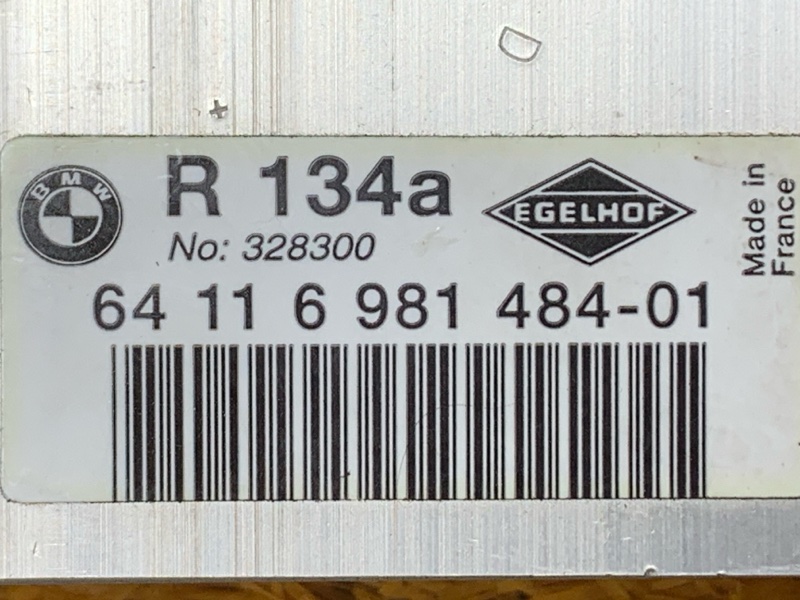 BMW
R 134a
No: 328300
EGELHOF
Made in
France
64 11 6 981 484-01